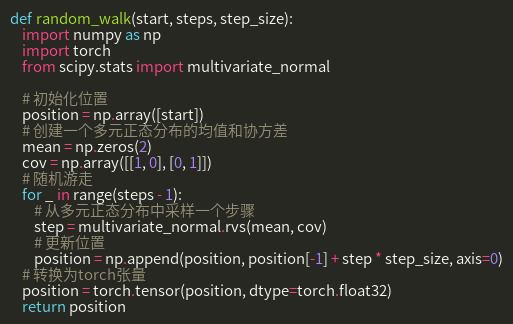 def random_walk(start, steps, step_size):
    import numpy as np
    import torch
    from scipy.stats import multivariate_normal

    # 初始化位置
    position = np.array([start])
    # 创建一个多元正态分布的均值和协方差
    mean = np.zeros(2)
    cov = np.array([[1, 0], [0, 1]])
    # 随机游走
    for _ in range(steps - 1):
        # 从多元正态分布中采样一个步骤
        step = multivariate_normal.rvs(mean, cov)
        # 更新位置
        position = np.append(position, position[-1] + step * step_size, axis=0)
    # 转换为torch张量
    position = torch.tensor(position, dtype=torch.float32)
    return position